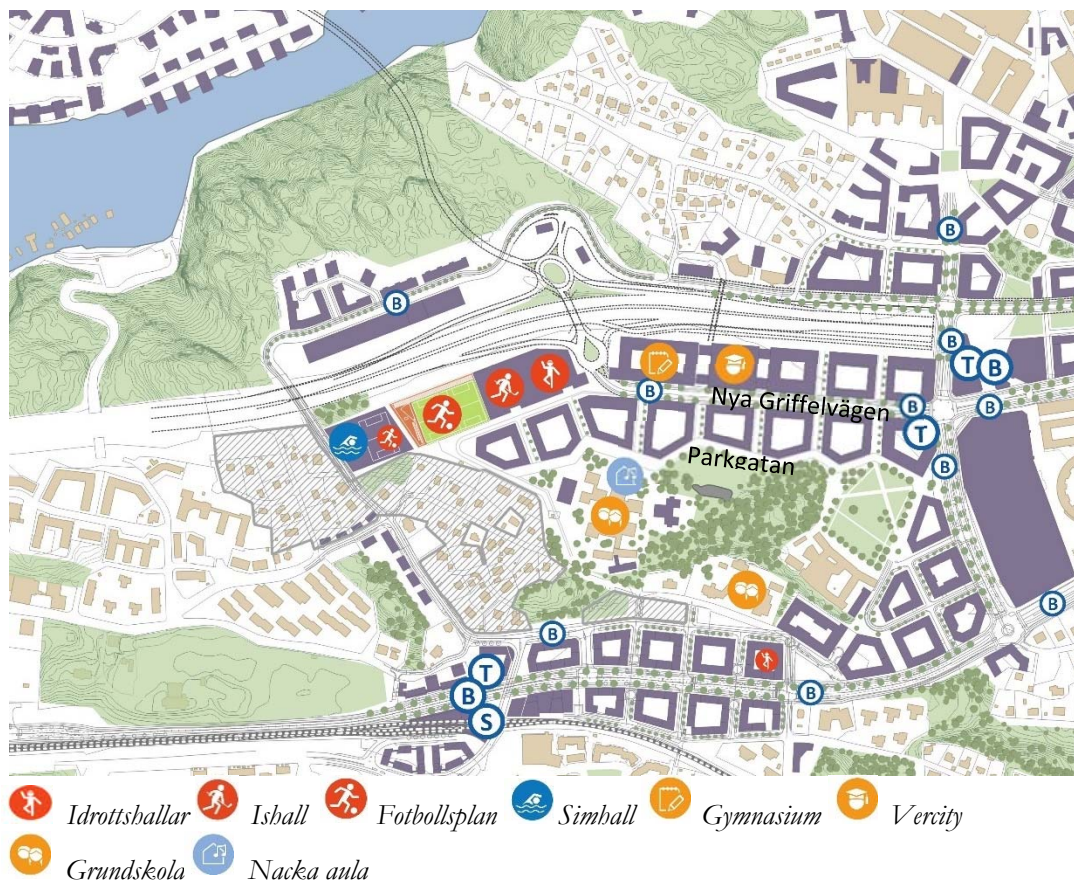 B
B
B
T B
Nya Griffelvägen
B
B
B
T
Parkgatan
B
B
B
T
B
B
S
Idrottshallar Ishall Fotbollsplan Simhall Gymnasium Vercity
Grundskola Nacka aula